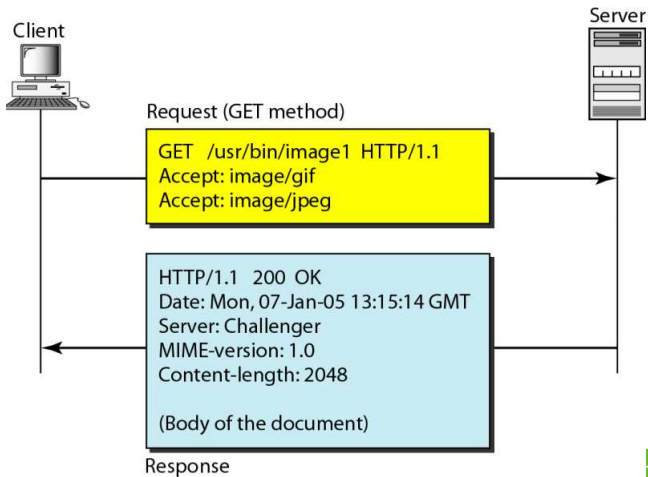 Client
Server
Request (GET method)
GET /usr/bin/image1 HTTP/1.1
Accept: image/gif
Accept: image/jpeg
HTTP/1.1 200 OK
Date: Mon, 07-Jan-05 13:15:14 GMT
Server: Challenger
MIME-version: 1.0
Content-length: 2048
(Body of the document)
Response